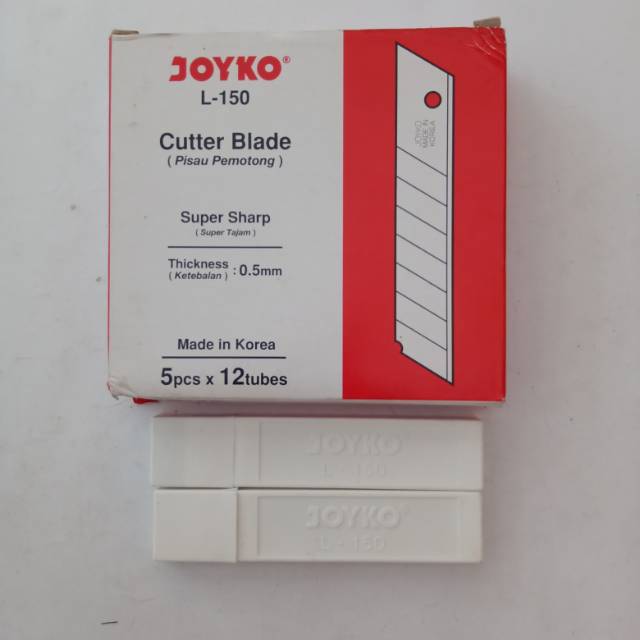 JOYKO®
L-150
Cutter Blade
( Pisau Pemotong )
Super Sharp
( Super Tajam )
Thickness : 0.5mm
( Ketebalan )
Made in Korea
5pcs x 12tubes
JOYKO
MADE IN
KOREA
JOYKO
L - 150
JOYKO
L - 150